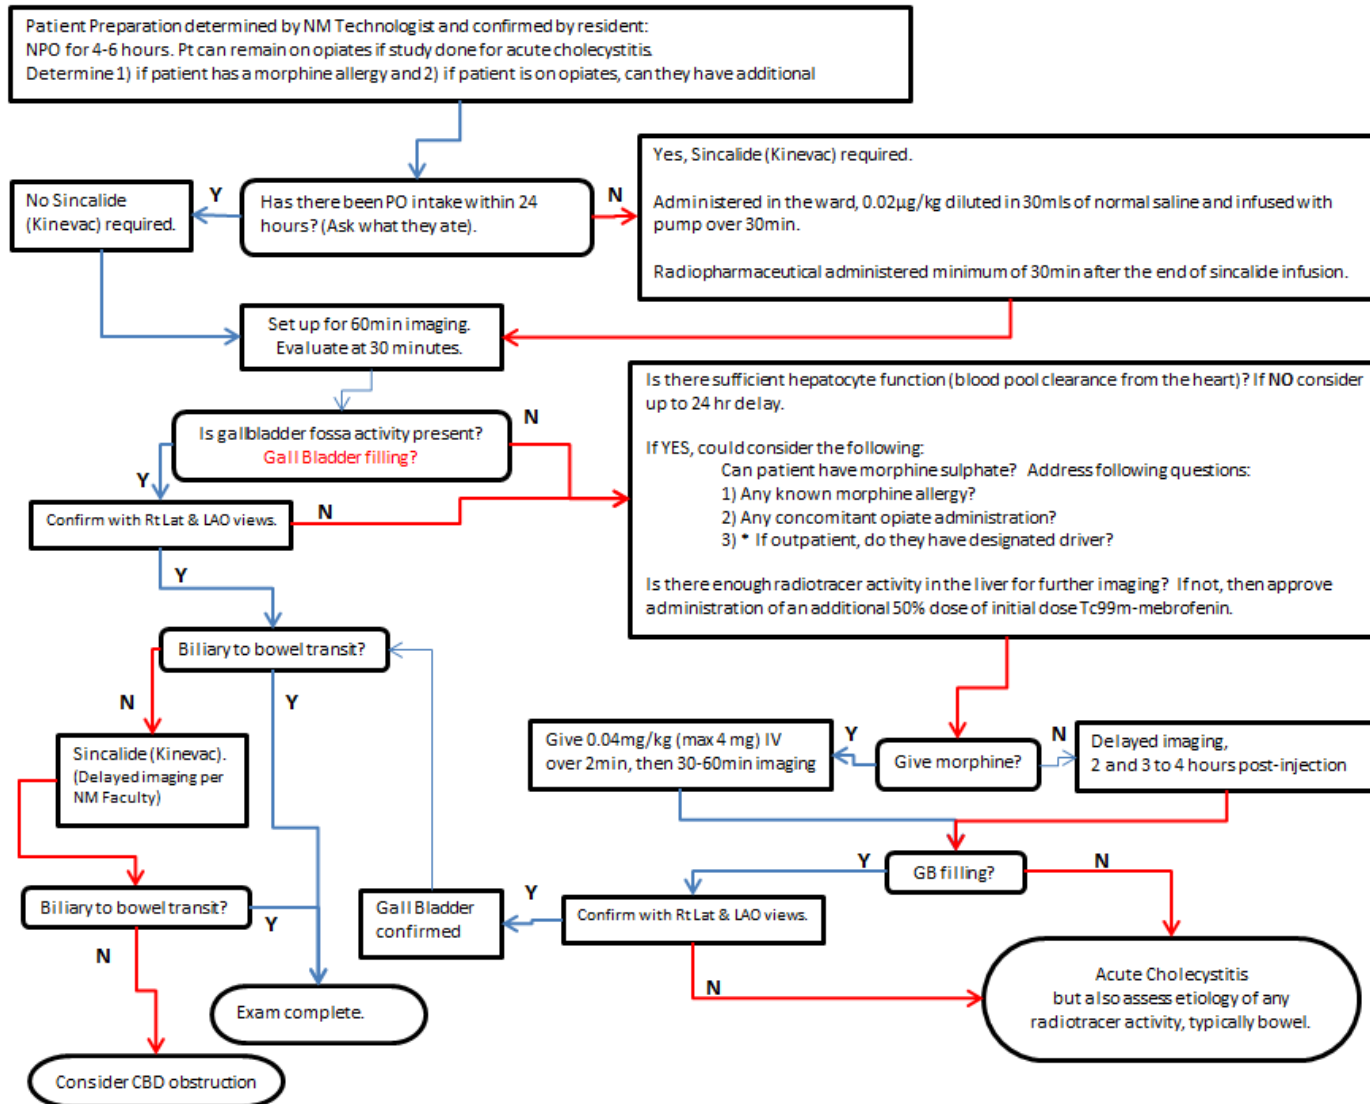 Patient Preparation determined by NM Technologist and confirmed by resident:
NPO for 4-6 hours. Pt can remain on opiates if study done for acute cholecystitis.
Determine 1) if patient has a morphine allergy and 2) if patient is on opiates, can they have additional
Yes, Sincalide (Kinevac) required.
Administered in the ward, 0.02µg/kg diluted in 30mls of normal saline and infused with
pump over 30min.
Radiopharmaceutical administered minimum of 30min after the end of sincalide infusion.
Y
N
No Sincalide
(Kinevac) required.
Has there been PO intake within 24
hours? (Ask what they ate).
Set up for 60min imaging.
Evaluate at 30 minutes.
Is there sufficient hepatocyte function (blood pool clearance from the heart)? If NO consider
up to 24 hr delay.
If YES, could consider the following:
Can patient have morphine sulphate? Address following questions:
1) Any known morphine allergy?
2) Any concomitant opiate administration?
3) * If outpatient, do they have designated driver?
Is there enough radiotracer activity in the liver for further imaging? If not, then approve
administration of an additional 50% dose of initial dose Tc99m-mebrofenin.
N
Is gallbladder fossa activity present?
Gall Bladder filling?
Y
N
Confirm with Rt Lat & LAO views.
Y
Biliary to bowel transit?
N
Y
Sincalide (Kinevac).
(Delayed imaging per
NM Faculty)
Give 0.04mg/kg (max 4 mg) IV
over 2min, then 30-60min imaging
Y
Give morphine?
N
Delayed imaging,
2 and 3 to 4 hours post-injection
Y
GB filling?
N
Biliary to bowel transit?
Y
Gall Bladder
confirmed
Y
Confirm with Rt Lat & LAO views.
N
N
Acute Cholecystitis
but also assess etiology of any
radiotracer activity, typically bowel.
Exam complete.
Consider CBD obstruction